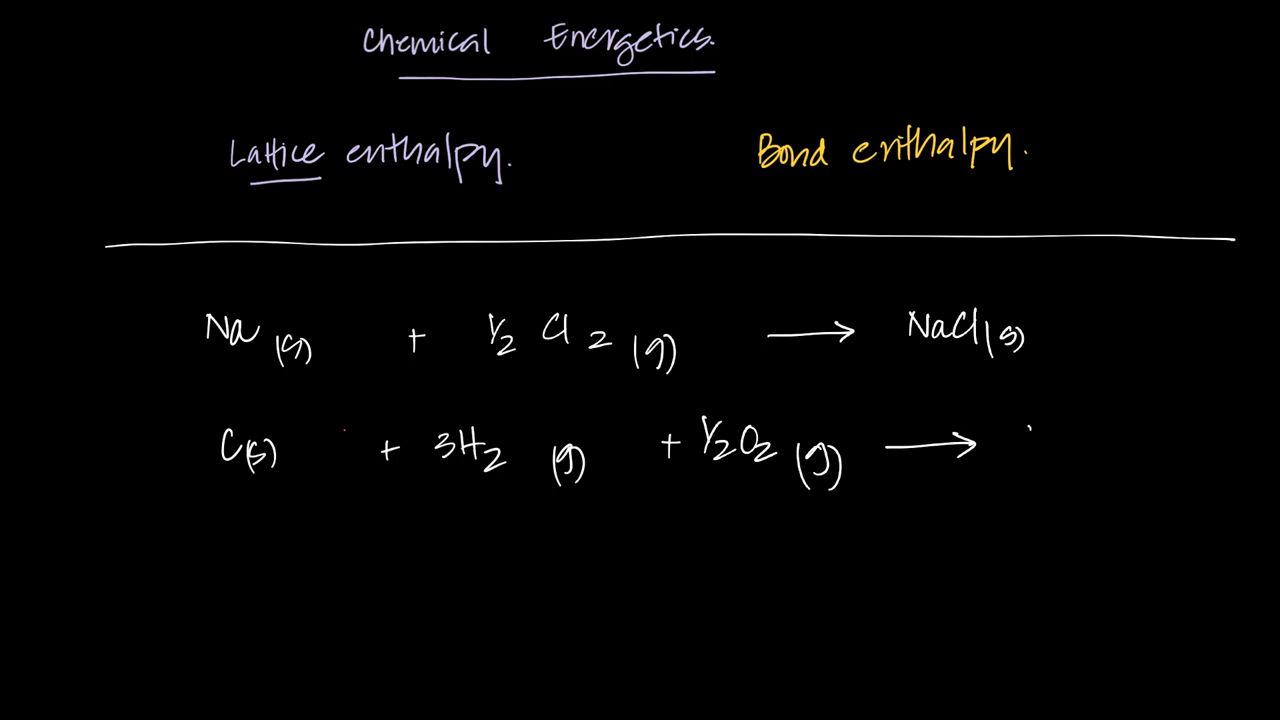 Chemical Energetics.
Lattice enthalpy. Bond enthalpy.
Na (s) + 1/2 Cl2 (g) → NaCl(s)
C(s) + 3H2 (g) + 1/2O2 (g) →